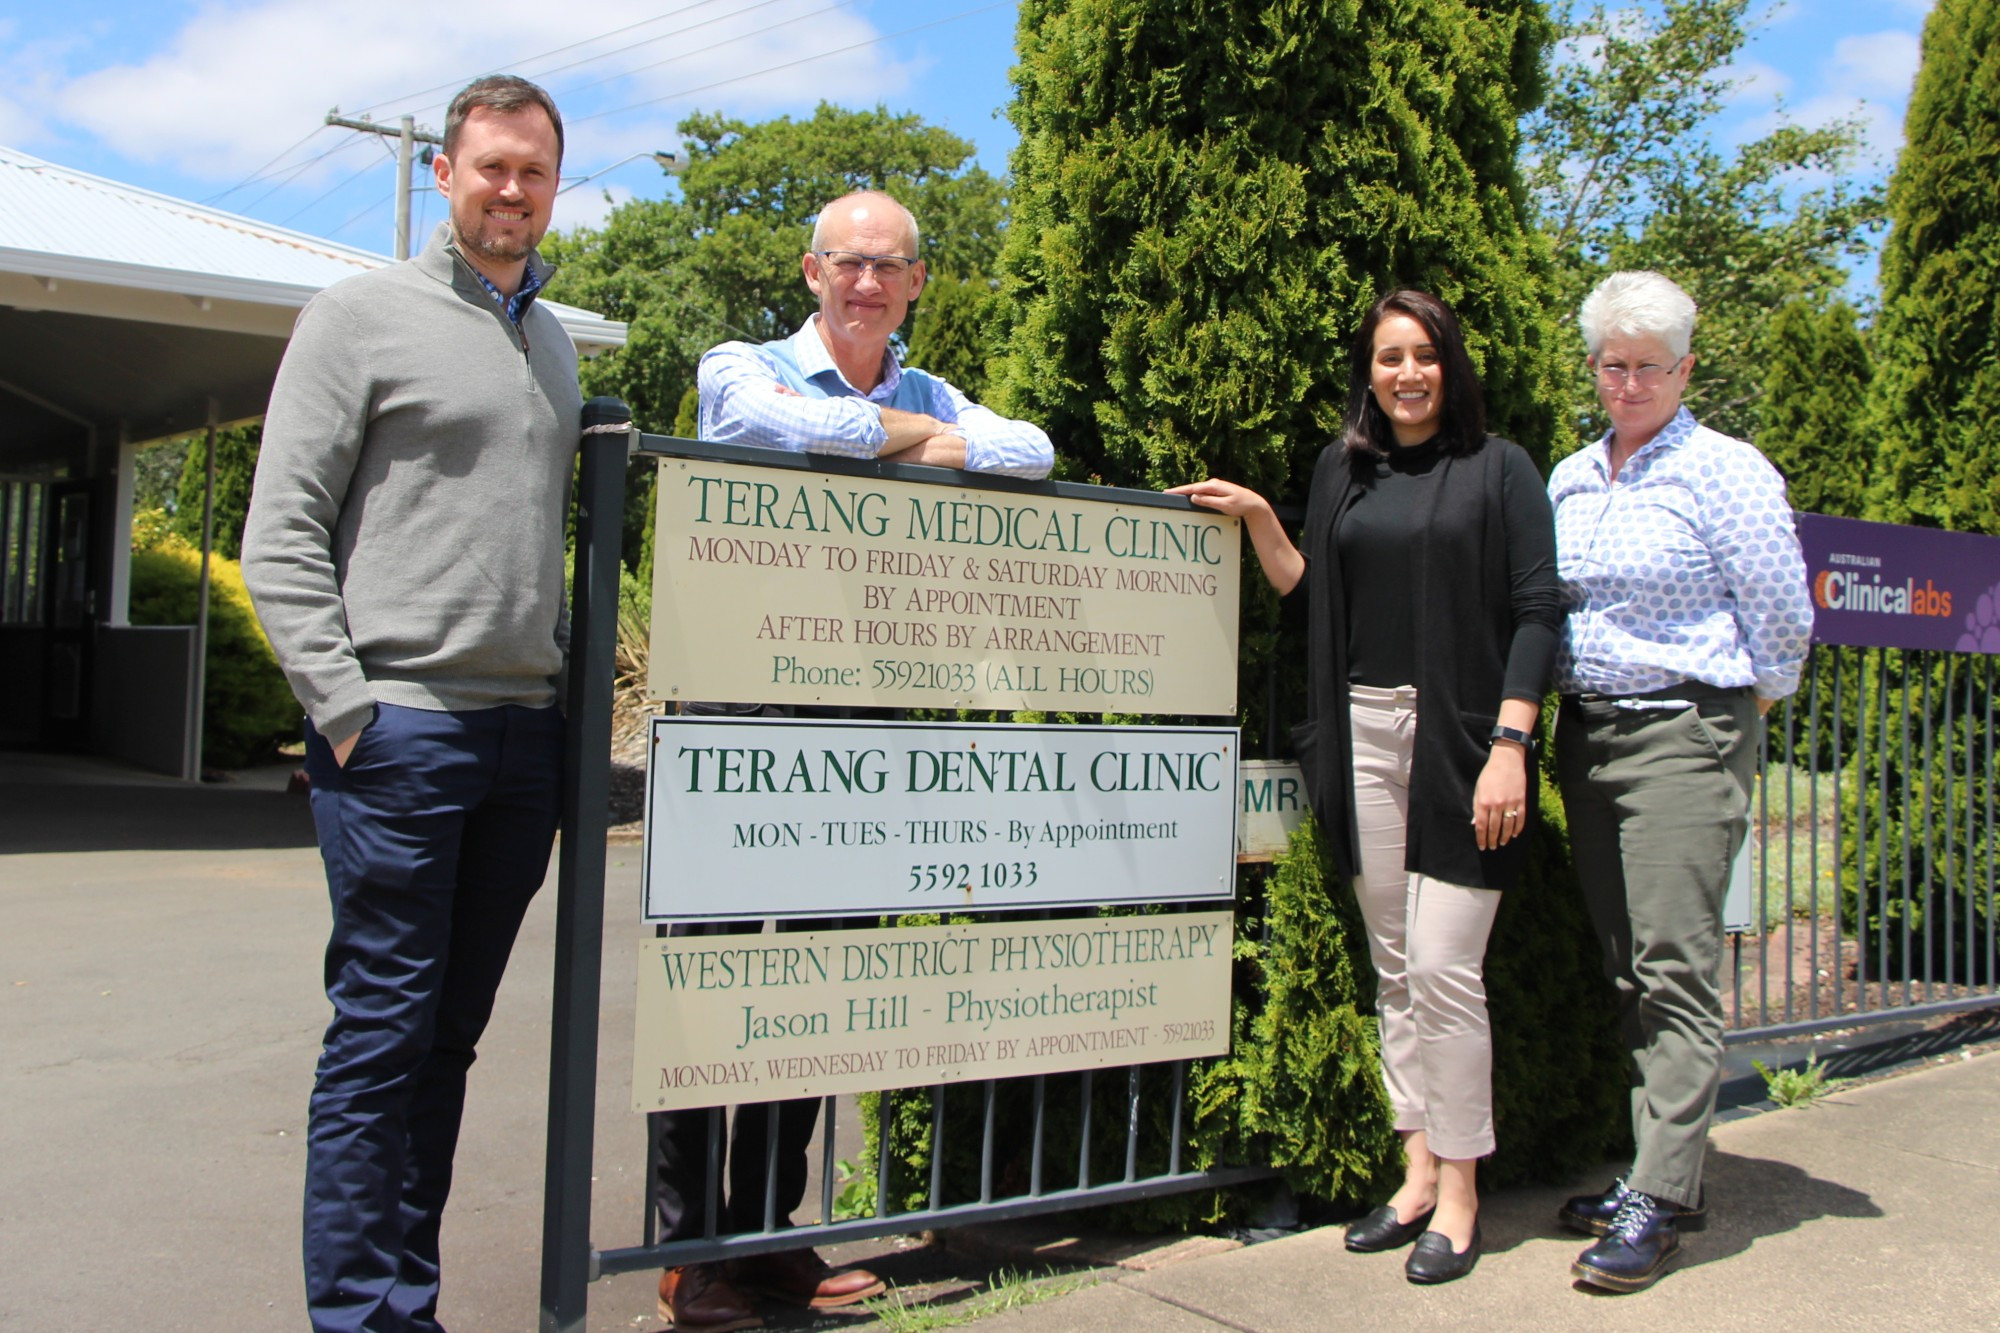 TERANG MEDICAL CLINIC
MONDAY TO FRIDAY & SATURDAY MORNING
BY APPOINTMENT
AFTER HOURS BY ARRANGEMENT
Phone: 55921033 (ALL HOURS)
TERANG DENTAL CLINIC
MON - TUES - THURS - By Appointment
5592 1033
WESTERN DISTRICT PHYSIOTHERAPY
Jason Hill - Physiotherapist
MONDAY, WEDNESDAY TO FRIDAY BY APPOINTMENT - 55921033
MR.
AUSTRALIAN
Clinicalabs